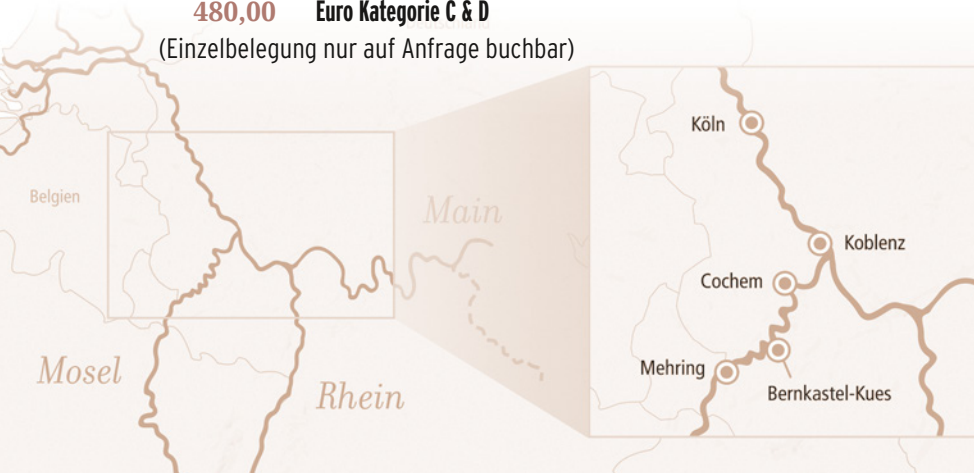 480,00 Euro Kategorie C & D
(Einzelbelegung nur auf Anfrage buchbar)
Köln
Belgien
Main
Koblenz
Cochem
Mosel
Mehring
Rhein
Bernkastel-Kues